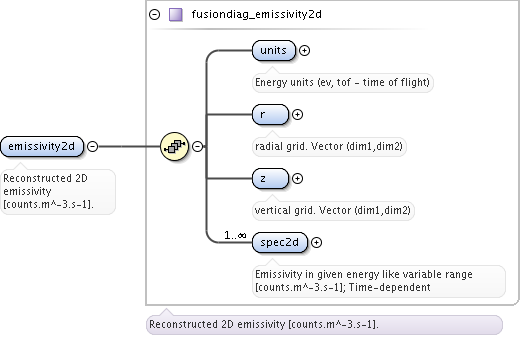 fusiondiag_emissivity2d
units
Energy units (ev, tof - time of flight)
r
radial grid. Vector (dim1,dim2)
emissivity2d
Reconstructed 2D
emissivity
[counts.m^-3.s-1].
z
vertical grid. Vector (dim1,dim2)
1..∞
spec2d
Emissivity in given energy like variable range
[counts.m^-3.s-1]; Time-dependent
Reconstructed 2D emissivity [counts.m^-3.s-1].